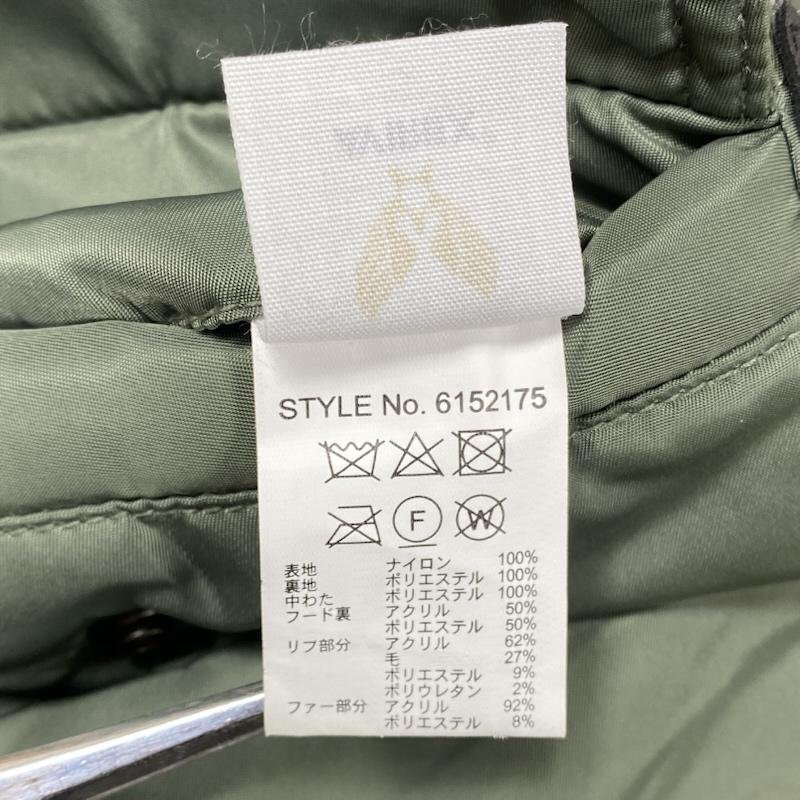 STYLE No. 6152175
F W
表地 ナイロン 100%
裏地 ポリエステル 100%
中わた ポリエステル 100%
フード裏 アクリル 50%
ポリエステル 50%
リブ部分 アクリル 62%
毛 27%
ポリエステル 9%
ポリウレタン 2%
ファー部分 アクリル 92%
ポリエステル 8%